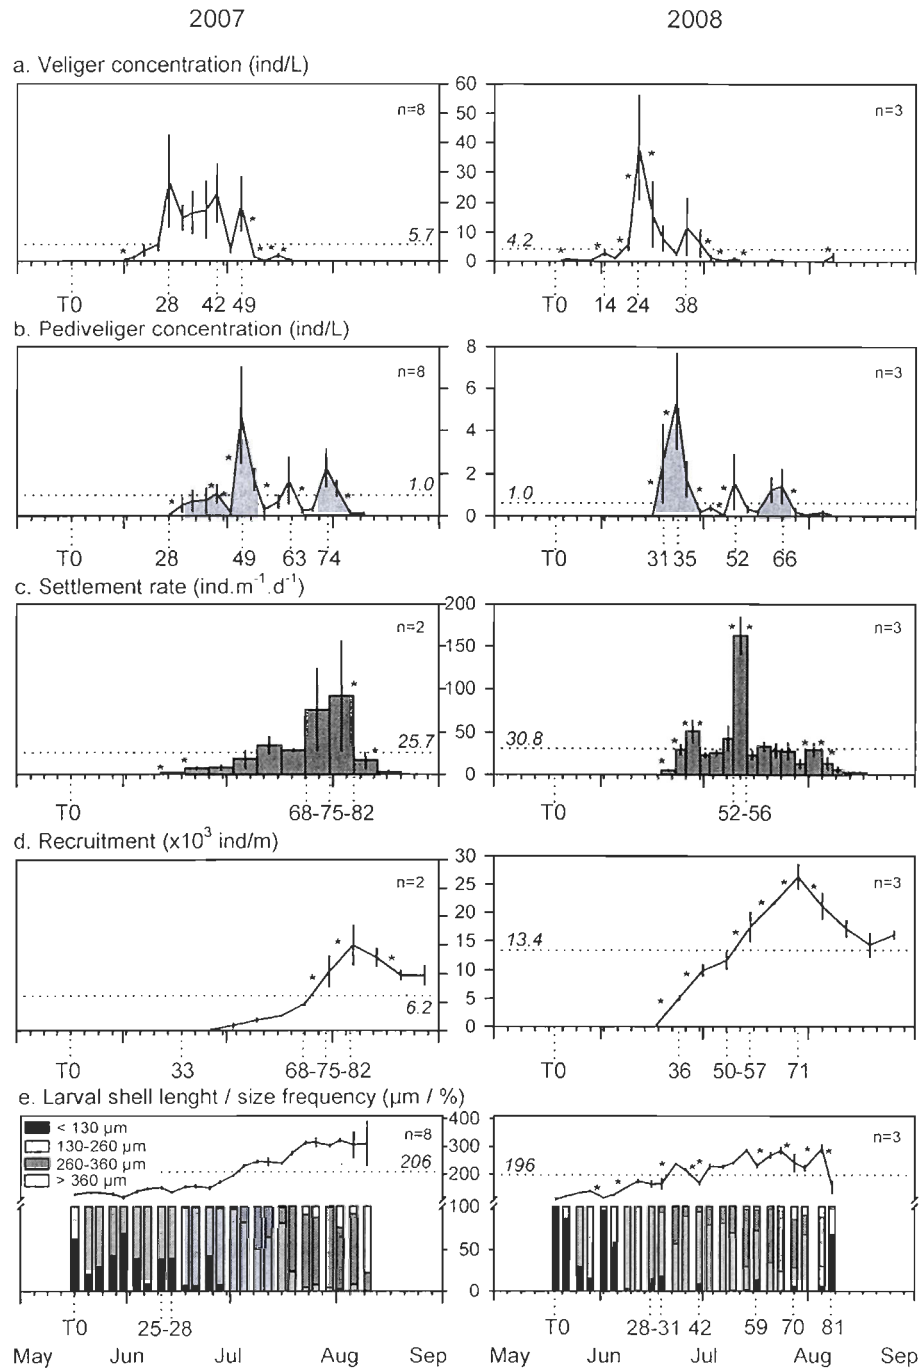 2007 2008
a. Veliger concentration (ind/L)
n=8 60 n=3
50
40
30
20
5.7 10 4.2
0
T0 28 42 49 T0 14 24 38
b. Pediveliger concentration (ind/L)
n=8 8 n=3
6
4
2
1.0 1.0
0
T0 28 49 63 74 T0 31 35 52 66
c. Settlement rate (ind.m⁻¹.d⁻¹)
n=2 200 n=3
150
100
50
25.7 30.8
0
T0 68-75-82 T0 52-56
d. Recruitment (x10³ ind/m)
n=2 30 n=3
25
20
15 13.4
10
6.2 5
0
T0 33 68-75-82 T0 36 50-57 71
e. Larval shell lenght / size frequency (µm / %)
< 130 µm n=8 400 n=3
130-260 µm 300
260-360 µm 206 200 196
> 360 µm
100
50
0
T0 25-28 T0 28-31 42 59 70 81
May Jun Jul Aug Sep May Jun Jul Aug Sep